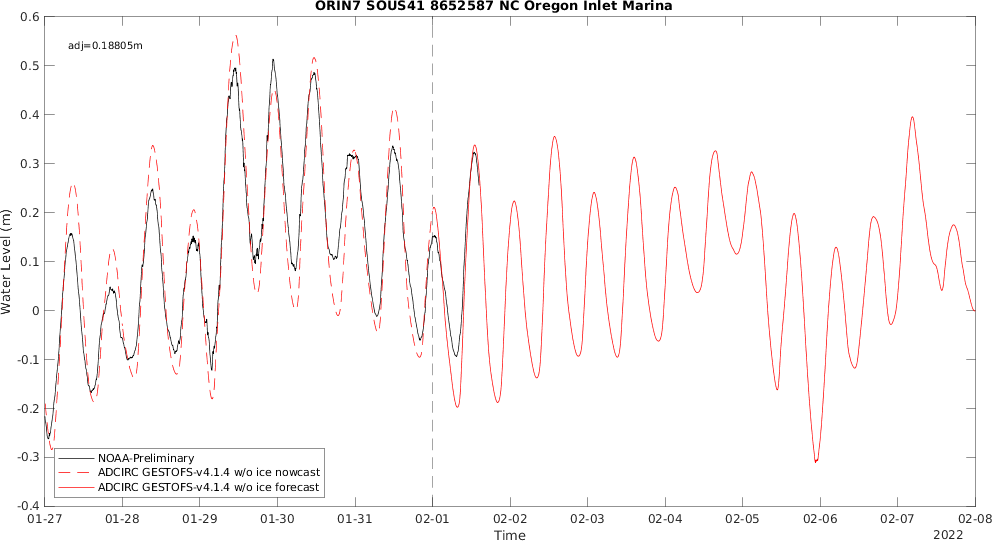 ORIN7 SOUS41 8652587 NC Oregon Inlet Marina
adj=0.18805m
Water Level (m)
0.6
0.5
0.4
0.3
0.2
0.1
0
-0.1
-0.2
-0.3
-0.4
NOAA-Preliminary
ADCIRC GESTOFS-v4.1.4 w/o ice nowcast
ADCIRC GESTOFS-v4.1.4 w/o ice forecast
01-27 01-28 01-29 01-30 01-31 02-01 02-02 02-03 02-04 02-05 02-06 02-07 02-08
Time
2022